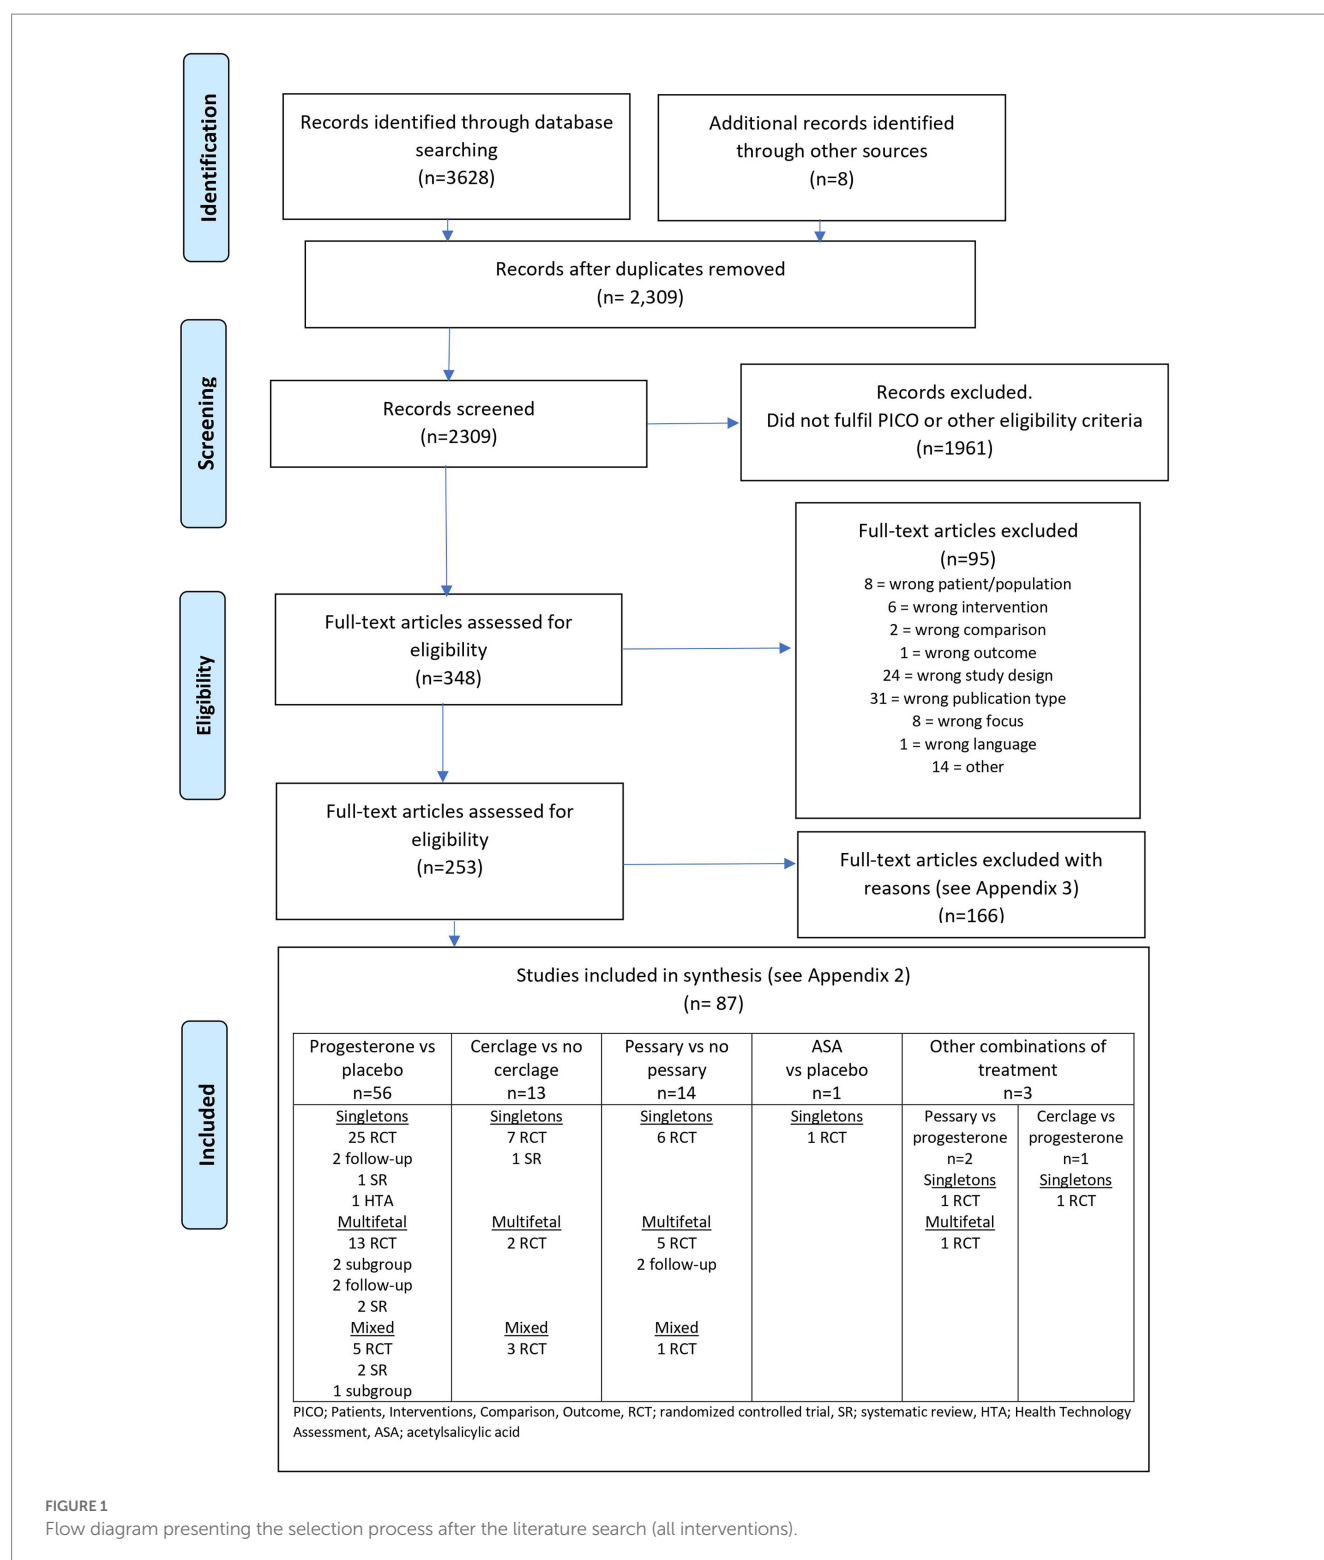 Identification
Records identified through database
searching
(n=3628)
Additional records identified
through other sources
(n=8)
Records after duplicates removed
(n= 2,309)
Screening
Records screened
(n=2309)
Records excluded.
Did not fulfil PICO or other eligibility criteria
(n=1961)
Eligibility
Full-text articles assessed for
eligibility
(n=348)
Full-text articles excluded
(n=95)
8 = wrong patient/population
6 = wrong intervention
2 = wrong comparison
1 = wrong outcome
24 = wrong study design
31 = wrong publication type
8 = wrong focus
1 = wrong language
14 = other
Full-text articles assessed for
eligibility
(n=253)
Full-text articles excluded with
reasons (see Appendix 3)
(n=166)
Included
Studies included in synthesis (see Appendix 2)
(n= 87)
Progesterone vs
placebo
n=56
Singletons
25 RCT
2 follow-up
1 SR
1 HTA
Multifetal
13 RCT
2 subgroup
2 follow-up
2 SR
Mixed
5 RCT
2 SR
1 subgroup
Cerclage vs no
cerclage
n=13
Singletons
7 RCT
1 SR
Multifetal
2 RCT
Mixed
3 RCT
Pessary vs no
pessary
n=14
Singletons
6 RCT
Multifetal
5 RCT
2 follow-up
Mixed
1 RCT
ASA
vs placebo
n=1
Singletons
1 RCT
Other combinations of
treatment
n=3
Pessary vs
progesterone
n=2
Singletons
1 RCT
Multifetal
1 RCT
Cerclage vs
progesterone
n=1
Singletons
1 RCT
PICO; Patients, Interventions, Comparison, Outcome, RCT; randomized controlled trial, SR; systematic review, HTA; Health Technology
Assessment, ASA; acetylsalicylic acid
FIGURE 1
Flow diagram presenting the selection process after the literature search (all interventions).